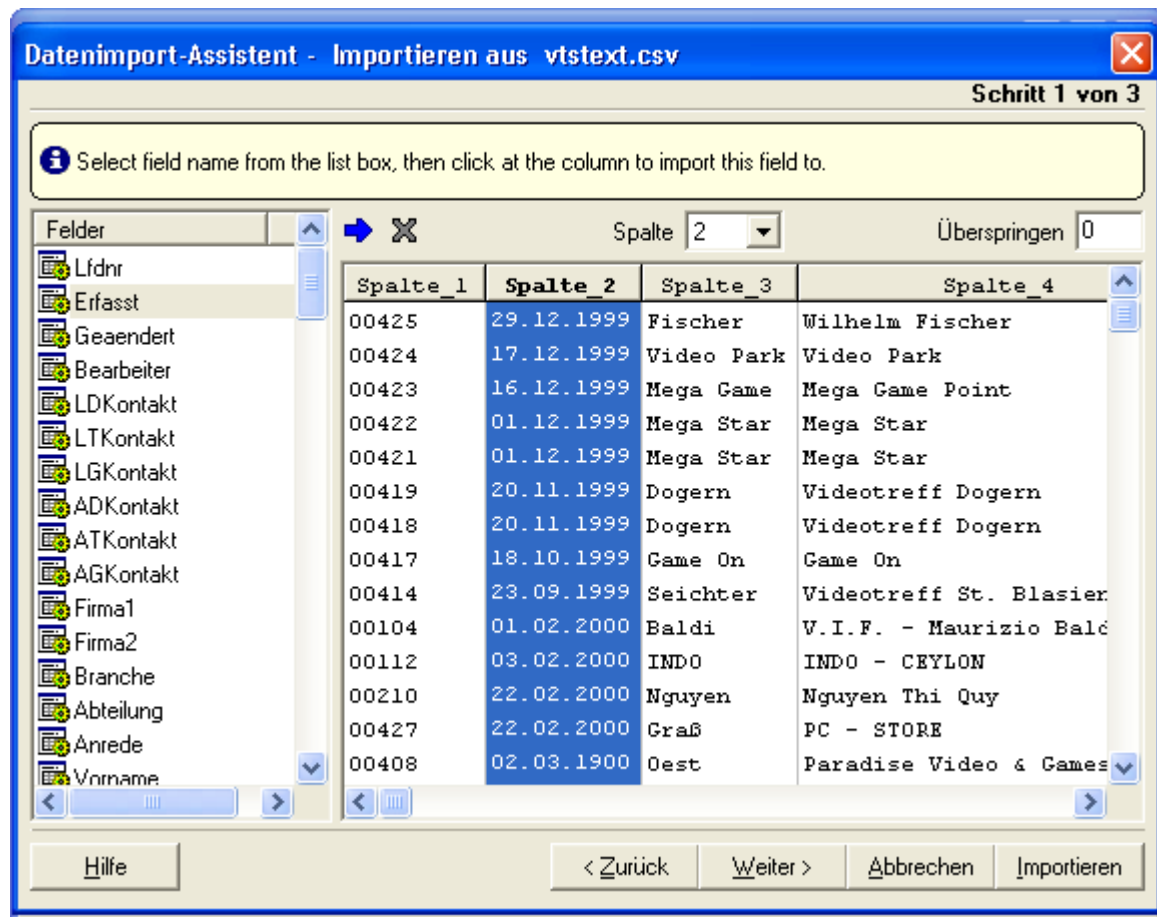 Datenimport-Assistent - Importieren aus vtstext.csv
Schritt 1 von 3
Select field name from the list box, then click at the column to import this field to.
Felder
Lfdnr
Erfasst
Geaendert
Bearbeiter
LDKontakt
LTKontakt
LGKontakt
ADKontakt
ATKontakt
AGKontakt
Firma1
Firma2
Branche
Abteilung
Anrede
Vorname
Spalte 2 Überspringen 0
Spalte_1 Spalte_2 Spalte_3 Spalte_4
00425 29.12.1999 Fischer Wilhelm Fischer
00424 17.12.1999 Video Park Video Park
00423 16.12.1999 Mega Game Mega Game Point
00422 01.12.1999 Mega Star Mega Star
00421 01.12.1999 Mega Star Mega Star
00419 20.11.1999 Dogern Videotreff Dogern
00418 20.11.1999 Dogern Videotreff Dogern
00417 18.10.1999 Game On Game On
00414 23.09.1999 Seichter Videotreff St. Blasien
00104 01.02.2000 Baldi V.I.F. - Maurizio Bald
00112 03.02.2000 INDO INDO - CEYLON
00210 22.02.2000 Nguyen Nguyen Thi Quy
00427 22.02.2000 Graß PC - STORE
00408 02.03.1900 Oest Paradise Video & Games
Hilfe < Zurück Weiter > Abbrechen Importieren